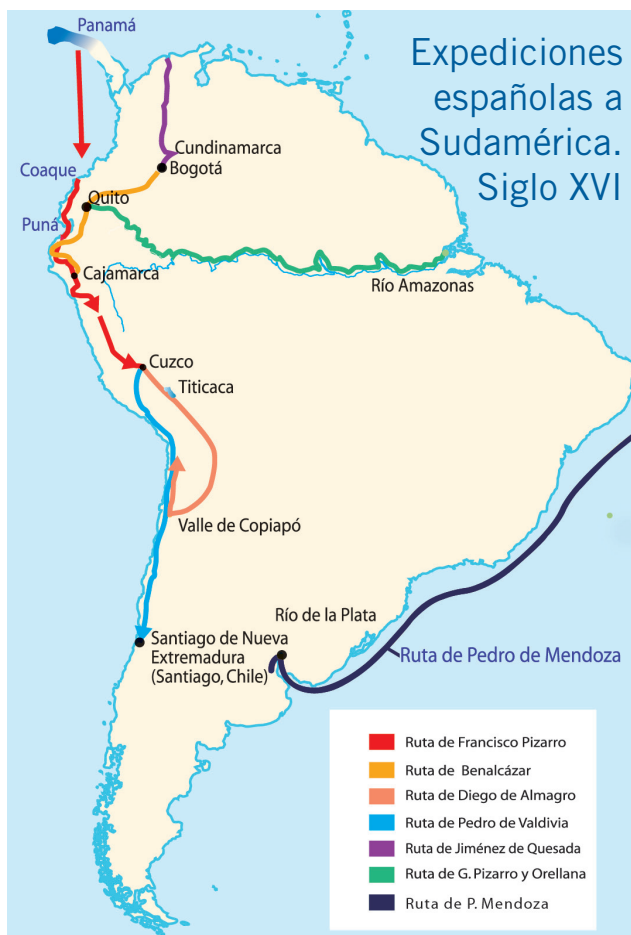 Panamá
Expediciones
españolas a
Sudamérica.
Siglo XVI
Cundinamarca
Bogotá
Coaque
Quito
Puná
Cajamarca
Río Amazonas
Cuzco
Titicaca
Valle de Copiapó
Río de la Plata
Santiago de Nueva
Extremadura
(Santiago, Chile)
Ruta de Pedro de Mendoza
Ruta de Francisco Pizarro
Ruta de Benalcázar
Ruta de Diego de Almagro
Ruta de Pedro de Valdivia
Ruta de Jiménez de Quesada
Ruta de G. Pizarro y Orellana
Ruta de P. Mendoza